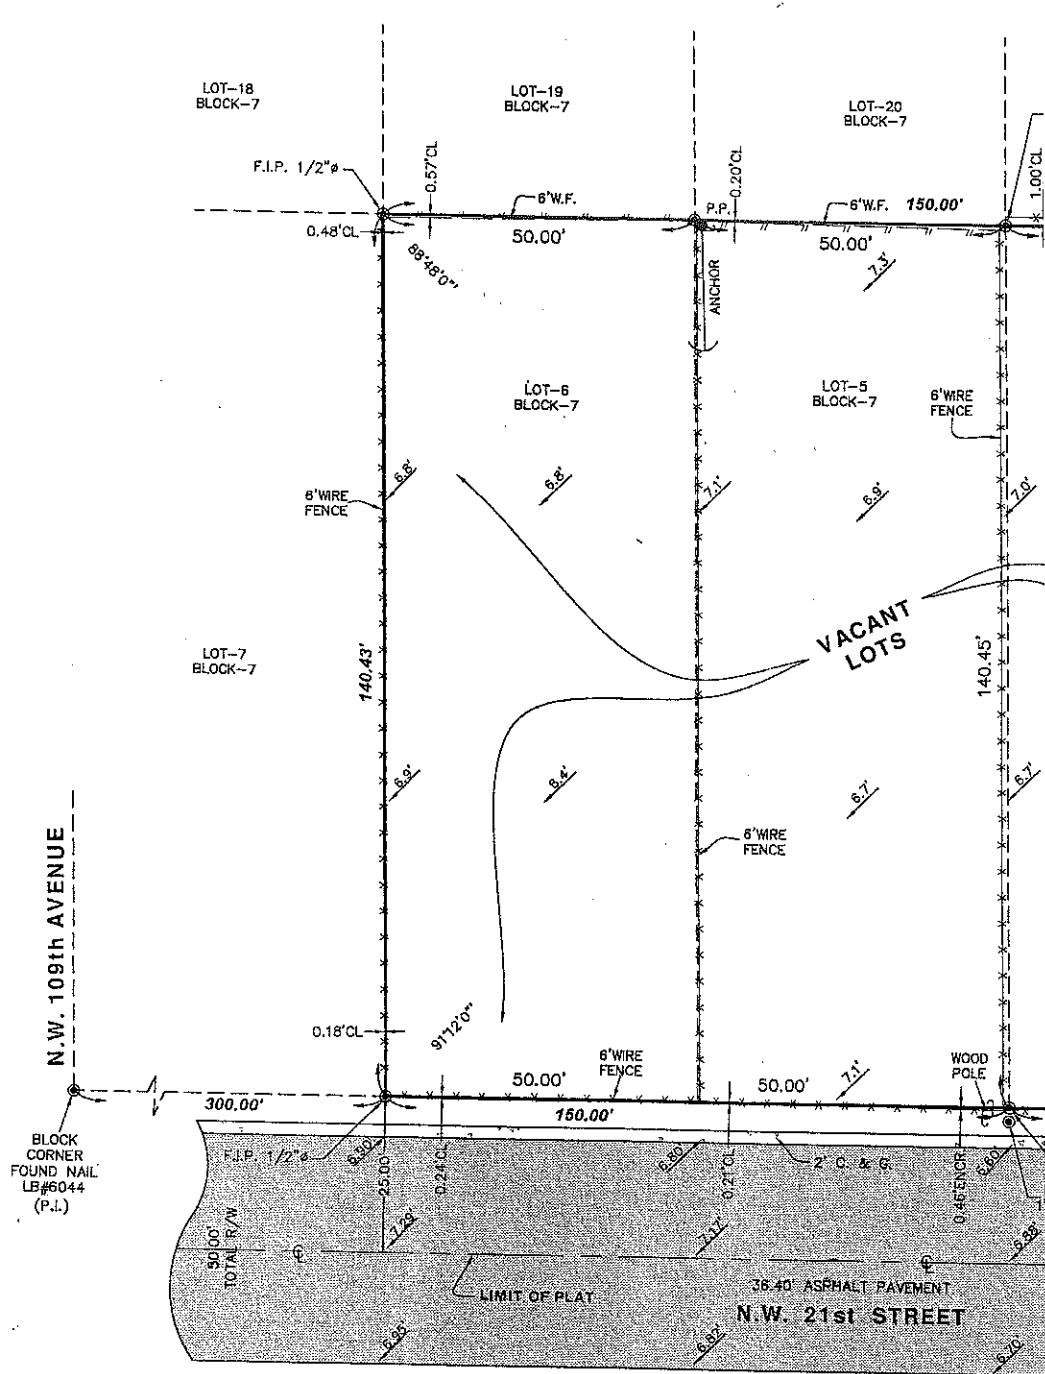 LOT-18
BLOCK-7
LOT-19
BLOCK-7
LOT-20
BLOCK-7
F.I.P. 1/2"ø
0.57'CL
0.20'CL
1.00'CL
6'W.F.
P.P.
6'W.F.
150.00'
0.48'CL
50.00'
50.00'
88°48'0"
ANCHOR
7.3'
LOT-6
BLOCK-7
LOT-5
BLOCK-7
6'WIRE
FENCE
6'WIRE
FENCE
6.8'
6.8'
7.1'
6.9'
7.0'
VACANT
LOTS
LOT-7
BLOCK-7
140.43'
140.45'
6.9'
6.4'
6.7'
6.7'
6'WIRE
FENCE
N.W. 109th AVENUE
0.18'CL
91°12'0"
6'WIRE
FENCE
50.00'
50.00'
7.1'
WOOD
POLE
300.00'
150.00'
BLOCK
CORNER
FOUND NAIL
LB#6044
(P.I.)
F.I.P. 1/2"ø
6.90'
25.00'
0.24'CL
6.80'
0.21'CL
2' C. & G.
0.46'ENCR.
6.60'
1
50.00'
TOTAL R/W
7.29'
7.17'
6.88'
LIMIT OF PLAT
36.40' ASPHALT PAVEMENT
N.W. 21st STREET
6.95'
6.82'
6.70'